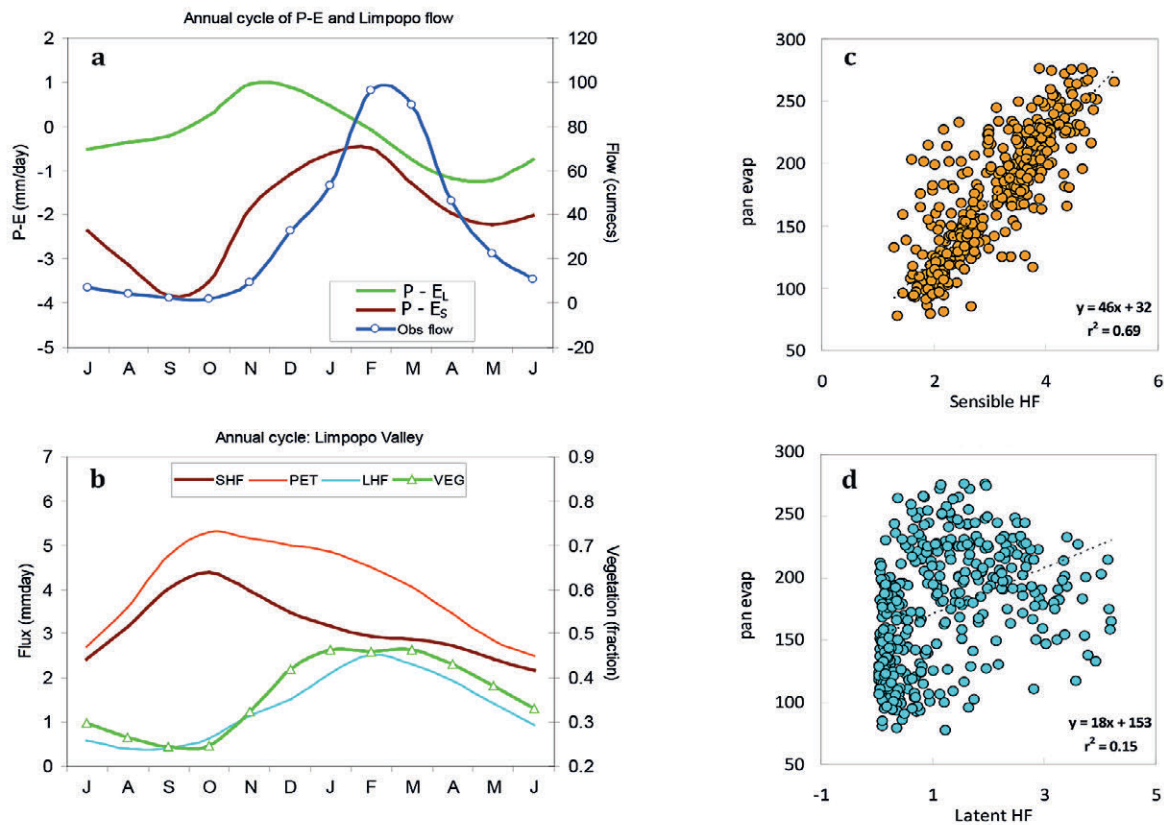 Annual cycle of P-E and Limpopo flow
a
2
1
0
-1
-2
-3
-4
-5
P-E (mm/day)
120
100
80
60
40
20
0
-20
Flow (cumecs)
P - EL
P - ES
Obs flow
J A S O N D J F M A M J
c
300
250
200
150
100
50
pan evap
y = 46x + 32
r² = 0.69
0 2 4 6
Sensible HF
Annual cycle: Limpopo Valley
b
7
6
5
4
3
2
1
0
Flux (mmday)
SHF PET LHF VEG
0.9
0.8
0.7
0.6
0.5
0.4
0.3
0.2
Vegetation (fraction)
J A S O N D J F M A M J
d
300
250
200
150
100
50
pan evap
y = 18x + 153
r² = 0.15
-1 1 3 5
Latent HF